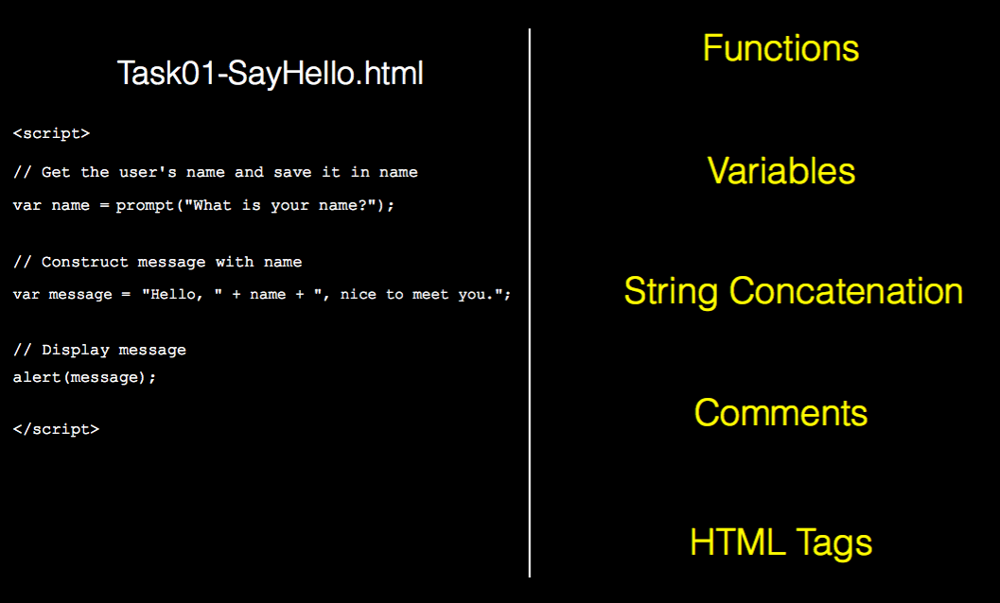 Task01-SayHello.html
<script>
// Get the user's name and save it in name
var name = prompt("What is your name?");
// Construct message with name
var message = "Hello, " + name + ", nice to meet you.";
// Display message
alert(message);
</script>
Functions
Variables
String Concatenation
Comments
HTML Tags